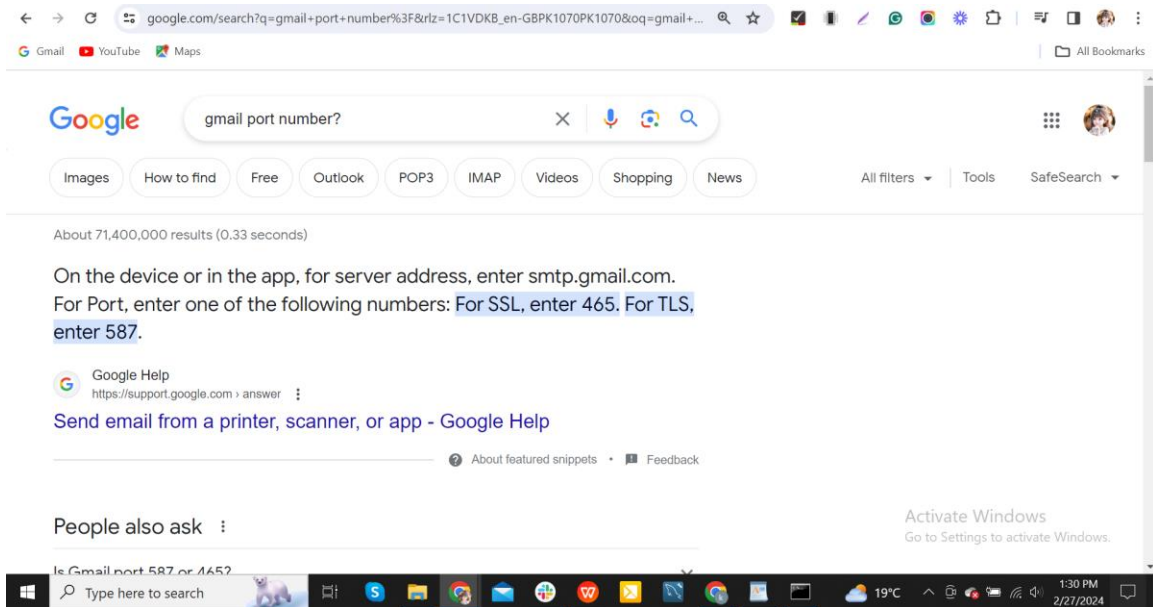 google.com/search?q=gmail+port+number%3F&rlz=1C1VDKB_en-GBPK1070PK1070&oq=gmail+...
Gmail YouTube Maps All Bookmarks
Google gmail port number?
Images How to find Free Outlook POP3 IMAP Videos Shopping News All filters Tools SafeSearch
About 71,400,000 results (0.33 seconds)
On the device or in the app, for server address, enter smtp.gmail.com.
For Port, enter one of the following numbers: For SSL, enter 465. For TLS,
enter 587.
Google Help
https://support.google.com › answer
Send email from a printer, scanner, or app - Google Help
About featured snippets • Feedback
People also ask
Activate Windows
Go to Settings to activate Windows.
Is Gmail port 587 or 465?
Type here to search 19°C 1:30 PM
2/27/2024